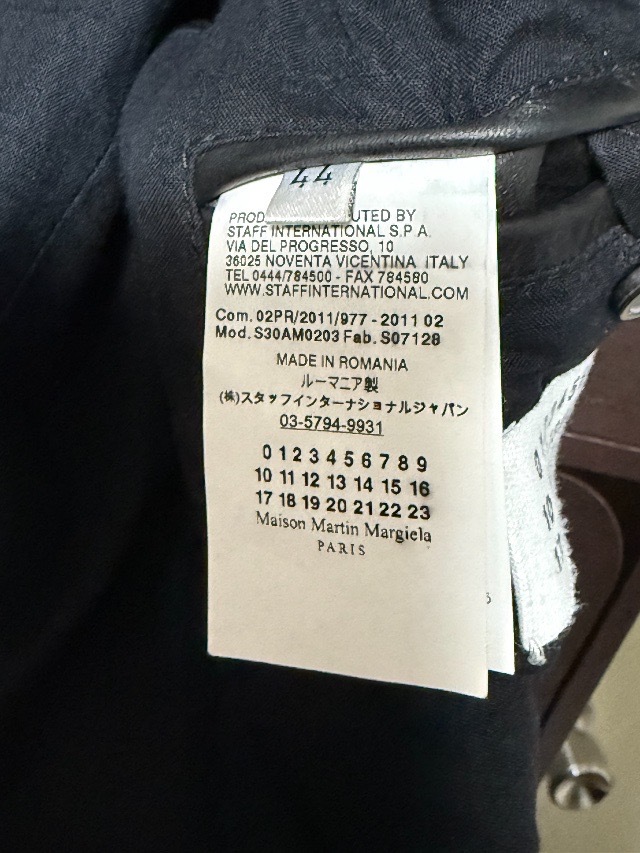 44
PROD UTED BY
STAFF INTERNATIONAL S.P.A.
VIA DEL PROGRESSO, 10
36025 NOVENTA VICENTINA ITALY
TEL 0444/784500 - FAX 784580
WWW.STAFFINTERNATIONAL.COM
Com. 02PR/2011/977 - 2011 02
Mod. S30AM0203 Fab. S07128
MADE IN ROMANIA
ルーマニア製
(株)スタッフインターナショナルジャパン
03-5794-9931
0 1 2 3 4 5 6 7 8 9
10 11 12 13 14 15 16
17 18 19 20 21 22 23
Maison Martin Margiela
PARIS